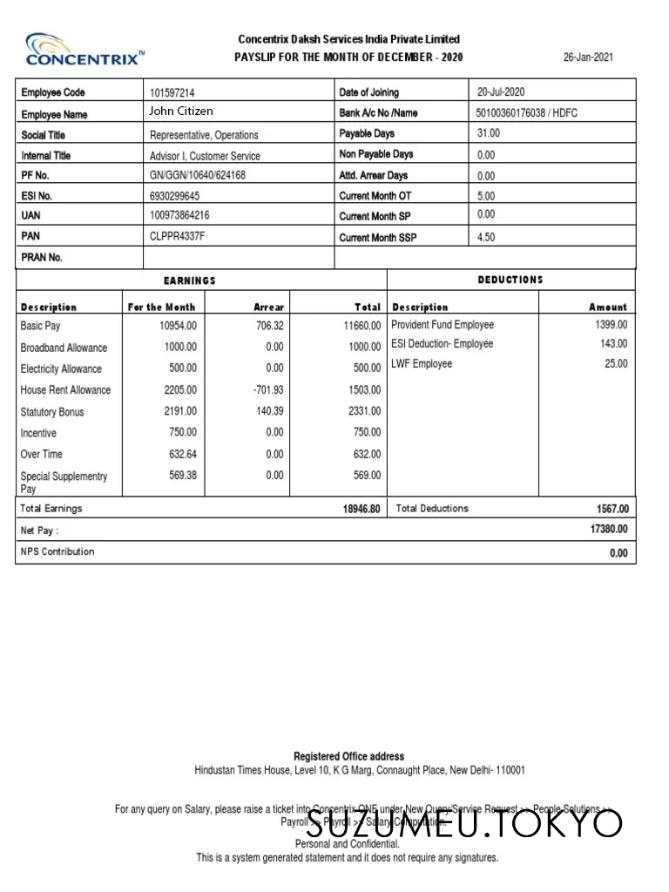 CONCENTRIX™
Concentrix Daksh Services India Private Limited
PAYSLIP FOR THE MONTH OF DECEMBER - 2020
26-Jan-2021
Employee Code 101597214 Date of Joining 20-Jul-2020
Employee Name John Citizen Bank A/c No /Name 50100360176038 / HDFC
Social Title Representative, Operations Payable Days 31.00
Internal Title Advisor I, Customer Service Non Payable Days 0.00
PF No. GN/GGN/10640/624168 Attd. Arrear Days 0.00
ESI No. 6930299645 Current Month OT 5.00
UAN 100973864216 Current Month SP 0.00
PAN CLPPR4337F Current Month SSP 4.50
PRAN No.
EARNINGS DEDUCTIONS
Description For the Month Arrear Total Description Amount
Basic Pay 10954.00 706.32 11660.00 Provident Fund Employee 1399.00
Broadband Allowance 1000.00 0.00 1000.00 ESI Deduction- Employee 143.00
Electricity Allowance 500.00 0.00 500.00 LWF Employee 25.00
House Rent Allowance 2205.00 -701.93 1503.00
Statutory Bonus 2191.00 140.39 2331.00
Incentive 750.00 0.00 750.00
Over Time 632.64 0.00 632.00
Special Supplementry 569.38 0.00 569.00
Pay
Total Earnings 18946.80 Total Deductions 1567.00
Net Pay : 17380.00
NPS Contribution 0.00
Registered Office address
Hindustan Times House, Level 10, K G Marg, Connaught Place, New Delhi- 110001
For any query on Salary, please raise a ticket into Concentrix ONE under New Query/Service Request >> People Solutions >>
Payroll >> Payroll >> Salary Computation.
SUZUMEU.TOKYO
Personal and Confidential.
This is a system generated statement and it does not require any signatures.